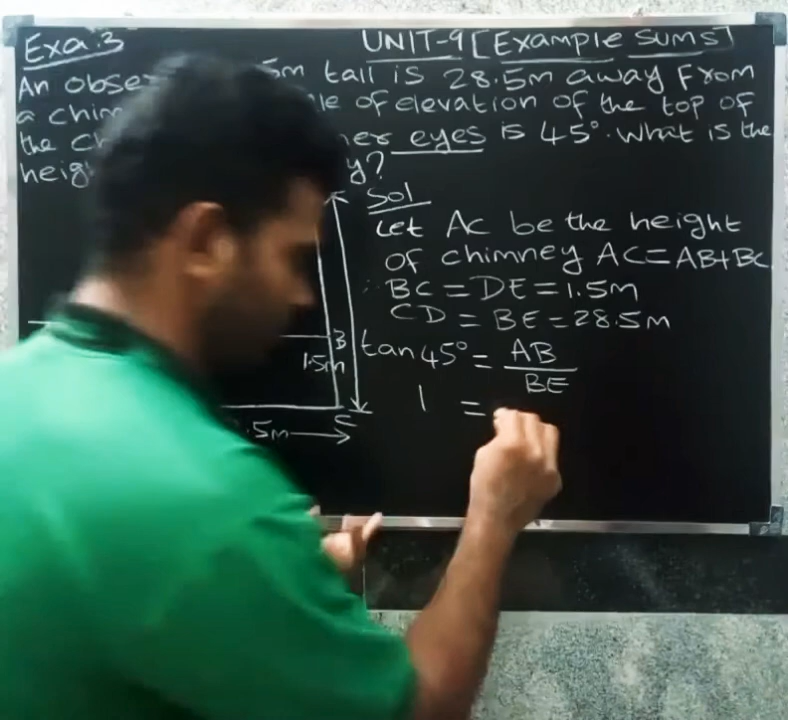 Exa:3 UNIT-9 [Example Sums]
An obse 5m tall is 28.5m away From
a chim le of elevation of the top of
the Ch her eyes is 45°. What is the
heig y?
Sol
Let AC be the height
of chimney AC=AB+BC
BC = DE = 1.5m
CD = BE = 28.5m
tan 45° = AB/BE
1 =
B
1.5m
C
.5m